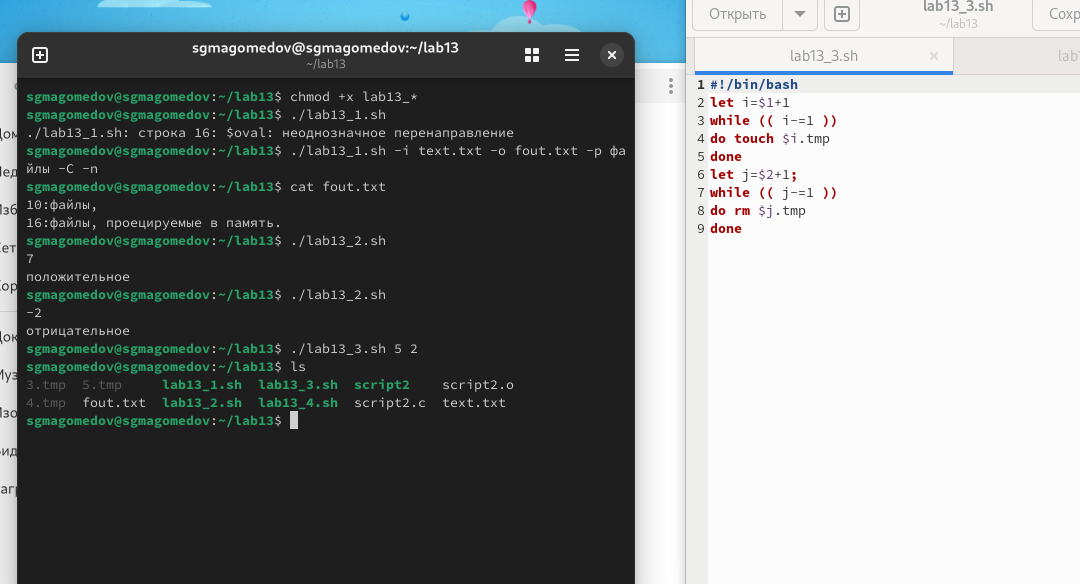 sgmagomedov@sgmagomedov:~/lab13
~/lab13
sgmagomedov@sgmagomedov:~/lab13$ chmod +x lab13_*
sgmagomedov@sgmagomedov:~/lab13$ ./lab13_1.sh
./lab13_1.sh: строка 16: $oval: неоднозначное перенаправление
sgmagomedov@sgmagomedov:~/lab13$ ./lab13_1.sh -i text.txt -o fout.txt -p фа
йлы -C -n
sgmagomedov@sgmagomedov:~/lab13$ cat fout.txt
10:файлы,
16:файлы, проецируемые в память.
sgmagomedov@sgmagomedov:~/lab13$ ./lab13_2.sh
7
положительное
sgmagomedov@sgmagomedov:~/lab13$ ./lab13_2.sh
-2
отрицательное
sgmagomedov@sgmagomedov:~/lab13$ ./lab13_3.sh 5 2
sgmagomedov@sgmagomedov:~/lab13$ ls
3.tmp 5.tmp lab13_1.sh lab13_3.sh script2 script2.o
4.tmp fout.txt lab13_2.sh lab13_4.sh script2.c text.txt
sgmagomedov@sgmagomedov:~/lab13$
Открыть
lab13_3.sh
~/lab13
Сохр
lab13_3.sh
lab1
1 #!/bin/bash
2 let i=$1+1
3 while (( i-=1 ))
4 do touch $i.tmp
5 done
6 let j=$2+1;
7 while (( j-=1 ))
8 do rm $j.tmp
9 done